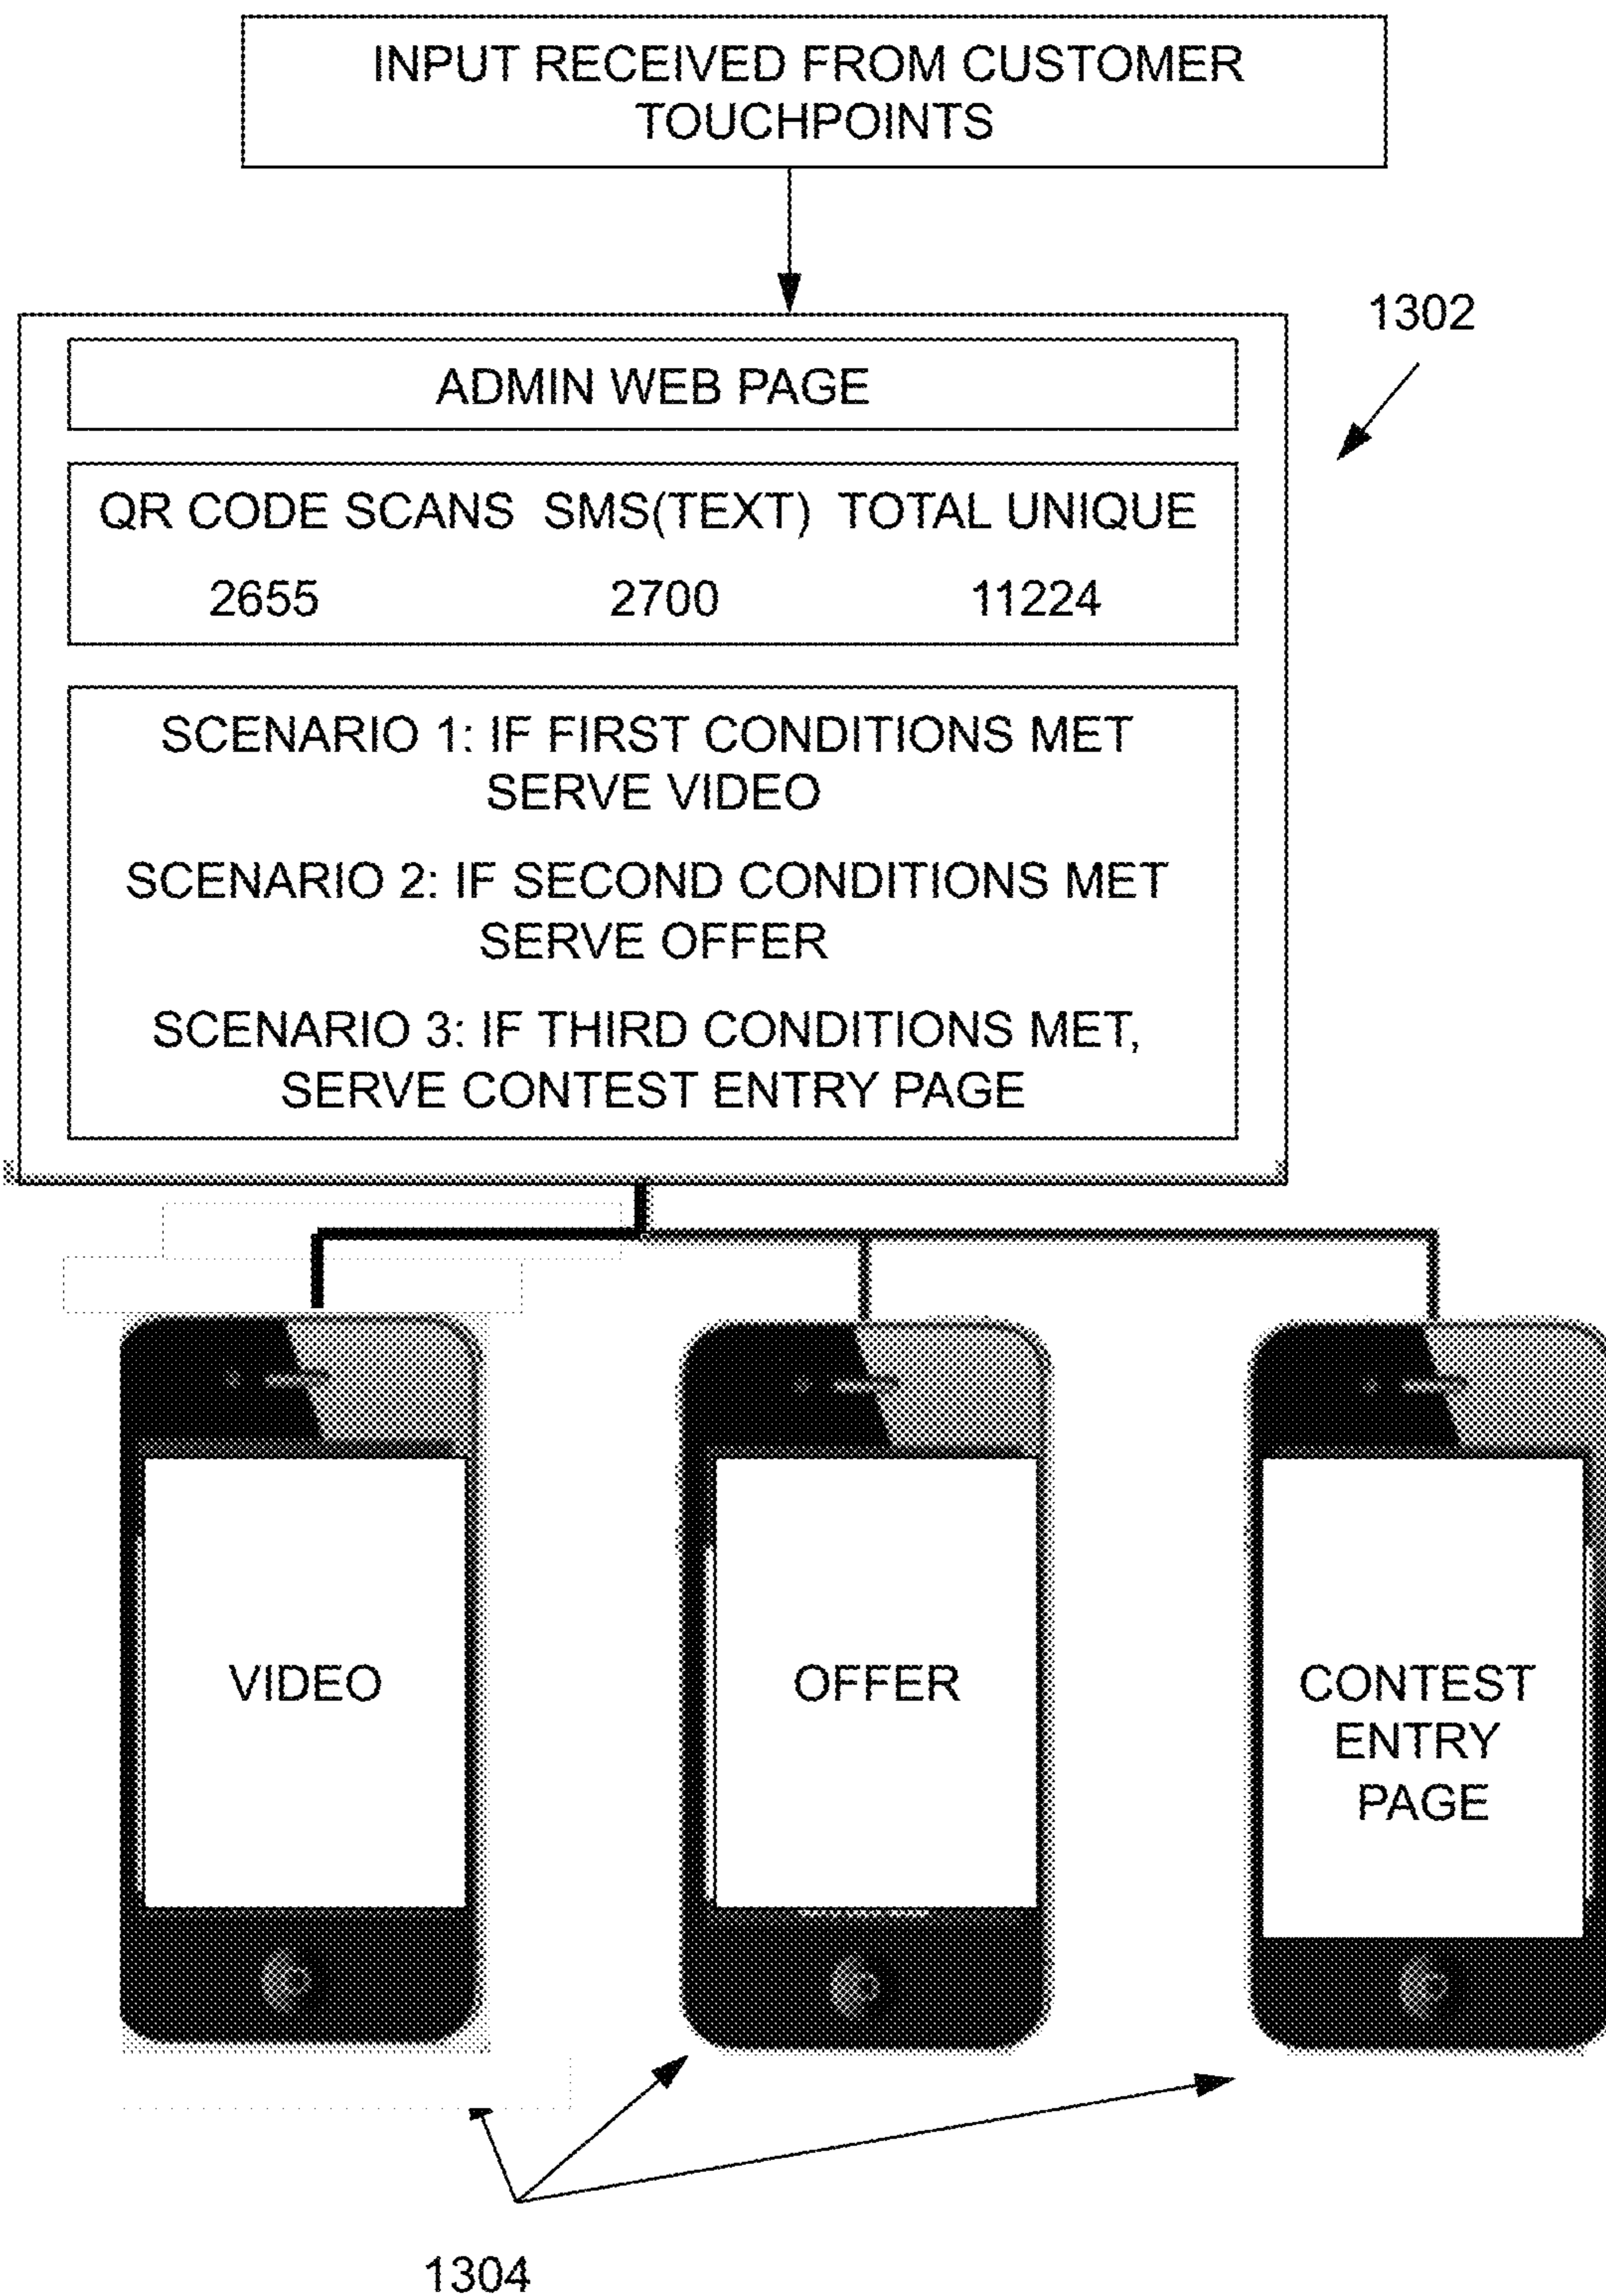 INPUT RECEIVED FROM CUSTOMER
TOUCHPOINTS
1302
ADMIN WEB PAGE
QR CODE SCANS SMS(TEXT) TOTAL UNIQUE
2655 2700 11224
SCENARIO 1: IF FIRST CONDITIONS MET
SERVE VIDEO
SCENARIO 2: IF SECOND CONDITIONS MET
SERVE OFFER
SCENARIO 3: IF THIRD CONDITIONS MET,
SERVE CONTEST ENTRY PAGE
VIDEO
OFFER
CONTEST
ENTRY
PAGE
1304